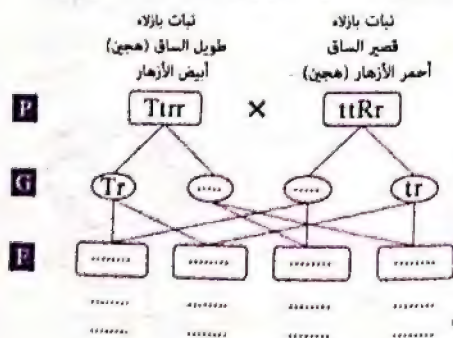 نبات بازلاء
طويل الساق (هجين)
أبيض الأزهار
نبات بازلاء
قصير الساق
أحمر الأزهار (هجين)
P Ttrr × ttRr
G Tr ..... ..... tr
F ........ ........ ........ ........
........ ........ ........ ........
........ ........ ........ ........